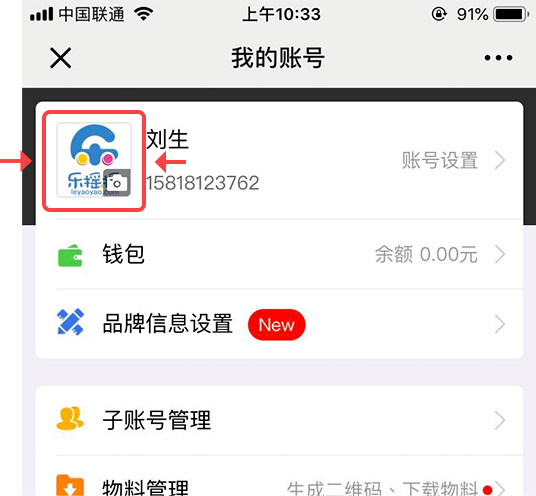 中国联通 上午10:33 91%
我的账号
刘生
账号设置
15818123762
乐摇
leyaoyao.com
钱包 余额 0.00元
品牌信息设置 New
子账号管理
物料管理 生成二维码、下载物料